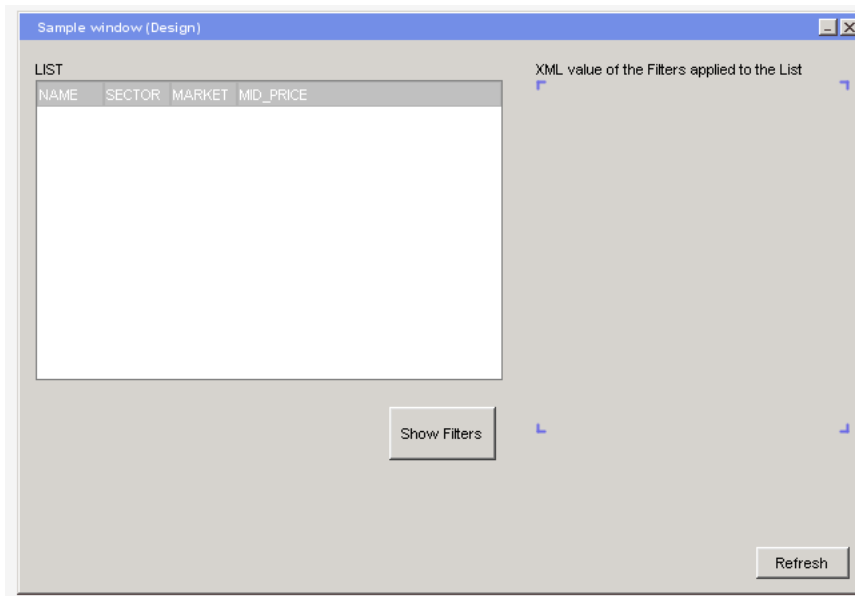 Sample window (Design)
LIST
XML value of the Filters applied to the List
NAME SECTOR MARKET MID_PRICE
Show Filters
Refresh